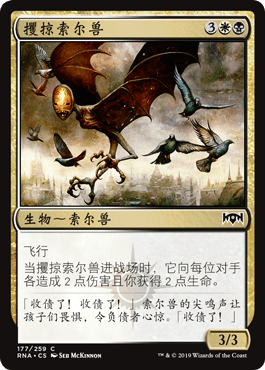 攫掠索尔兽 3
生物～索尔兽
飞行
当攫掠索尔兽进战场时，它向每位对手
各造成2点伤害且你获得2点生命。
「收债了！收债了！」索尔兽的尖鸣声让
孩子们畏惧，令负债者心惊。「收债了！」
3/3
177/259 C
RNA • CS SEB MCKINNON
™ & © 2019 Wizards of the Coast